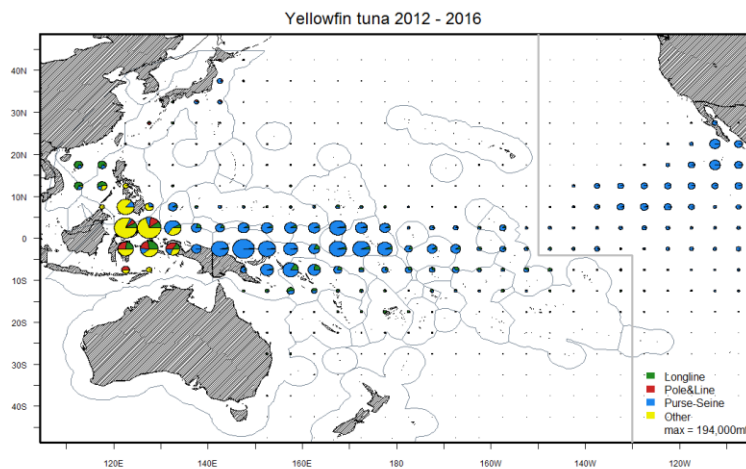 Yellowfin tuna 2012 - 2016
40N
30N
20N
10N
0
10S
20S
30S
40S
Longline
Pole&Line
Purse-Seine
Other
max = 194,000mt
120E 140E 160E 180 160W 140W 120W